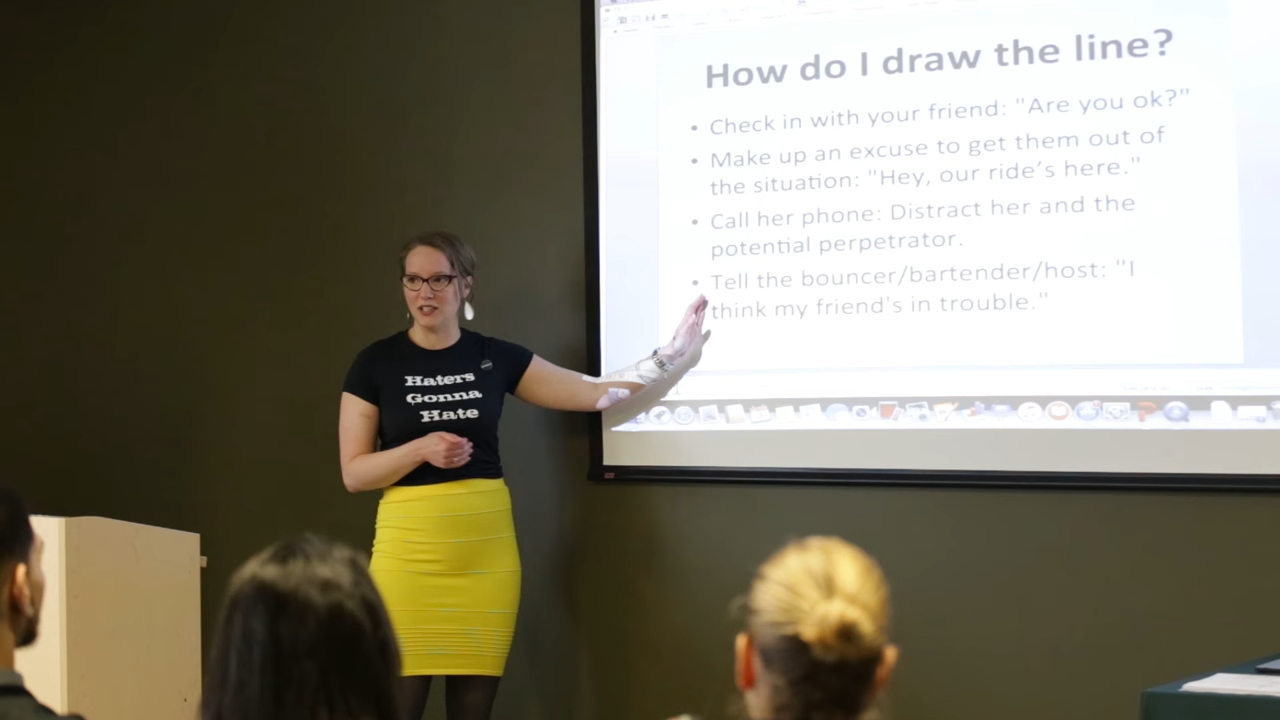 How do I draw the line?
• Check in with your friend: "Are you ok?"
• Make up an excuse to get them out of
the situation: "Hey, our ride's here."
• Call her phone: Distract her and the
potential perpetrator.
• Tell the bouncer/bartender/host: "I
think my friend's in trouble."
Haters
Gonna
Hate